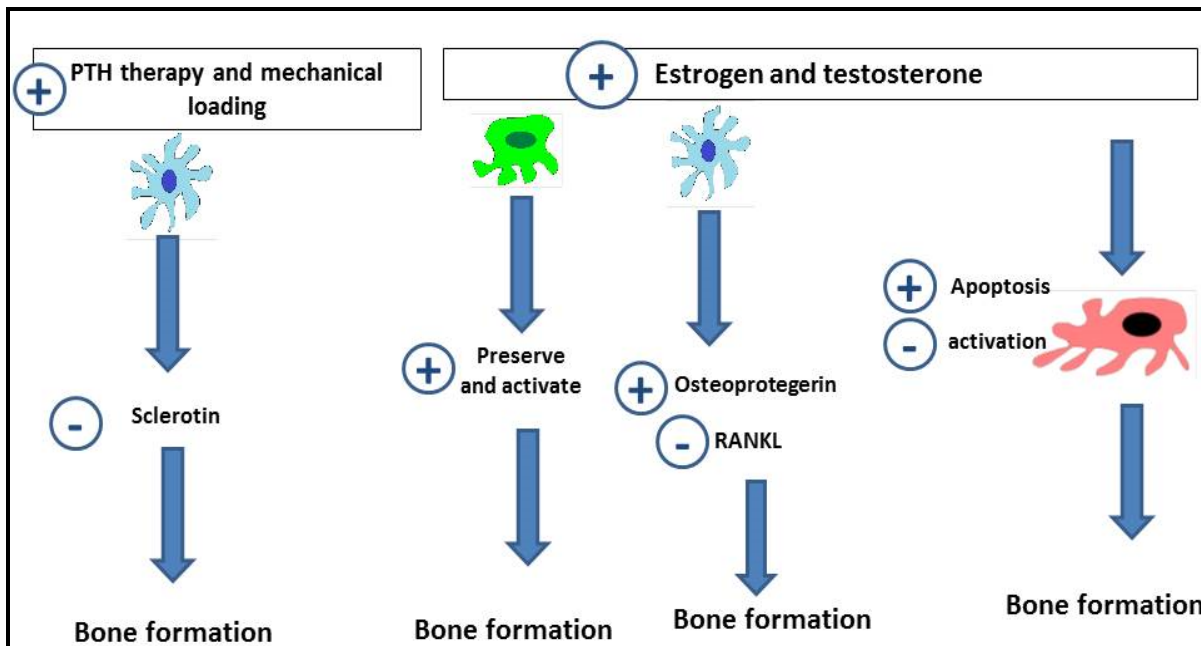 +
PTH therapy and mechanical
loading
+
Estrogen and testosterone
-
Sclerotin
Bone formation
+
Preserve
and activate
Bone formation
+
Osteoprotegerin
-
RANKL
Bone formation
+
Apoptosis
-
activation
Bone formation